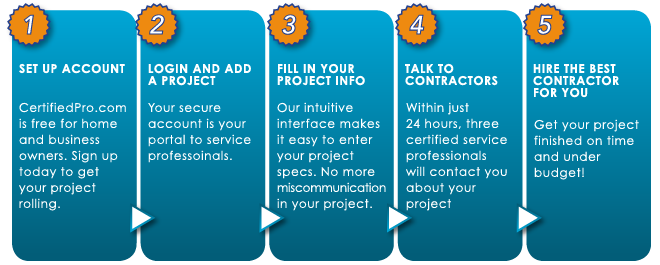 1
SET UP ACCOUNT
CertifiedPro.com
is free for home
and business
owners. Sign up
today to get
your project
rolling.
2
LOGIN AND ADD
A PROJECT
Your secure
account is your
portal to service
professoinals.
3
FILL IN YOUR
PROJECT INFO
Our intuitive
interface makes
it easy to enter
your project
specs. No more
miscommunication
in your project.
4
TALK TO
CONTRACTORS
Within just
24 hours, three
certified service
professionals
will contact you
about your
project
5
HIRE THE BEST
CONTRACTOR
FOR YOU
Get your project
finished on time
and under
budget!